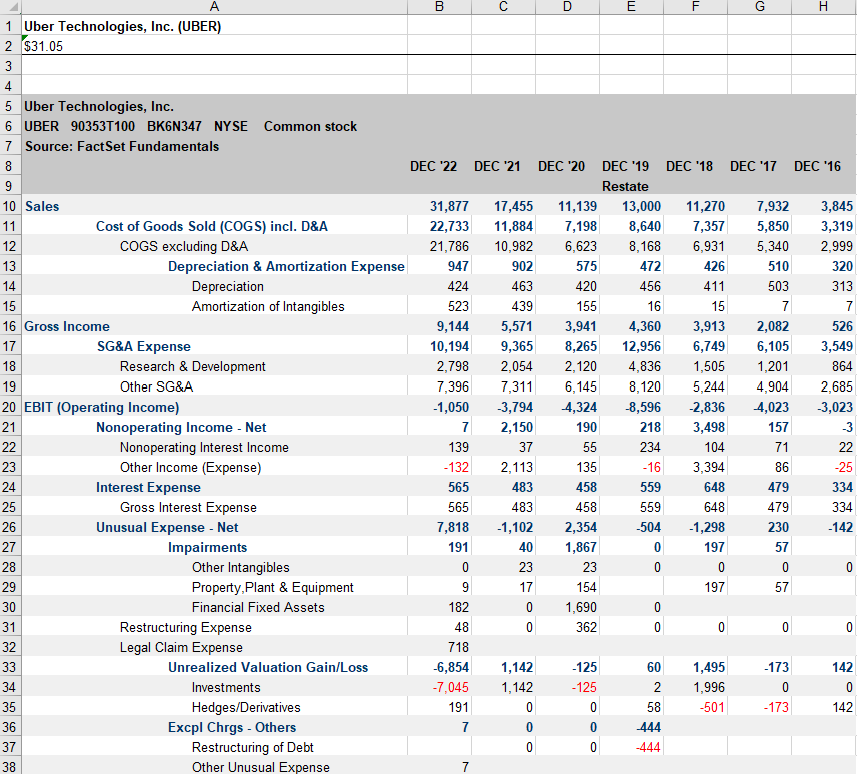 A B C D E F G H
1 Uber Technologies, Inc. (UBER)
2 $31.05
3
4
5 Uber Technologies, Inc.
6 UBER 90353T100 BK6N347 NYSE Common stock
7 Source: FactSet Fundamentals
8 DEC '22 DEC '21 DEC '20 DEC '19 DEC '18 DEC '17 DEC '16
9 Restate
10 Sales 31,877 17,455 11,139 13,000 11,270 7,932 3,845
11 Cost of Goods Sold (COGS) incl. D&A 22,733 11,884 7,198 8,640 7,357 5,850 3,319
12 COGS excluding D&A 21,786 10,982 6,623 8,168 6,931 5,340 2,999
13 Depreciation & Amortization Expense 947 902 575 472 426 510 320
14 Depreciation 424 463 420 456 411 503 313
15 Amortization of Intangibles 523 439 155 16 15 7 7
16 Gross Income 9,144 5,571 3,941 4,360 3,913 2,082 526
17 SG&A Expense 10,194 9,365 8,265 12,956 6,749 6,105 3,549
18 Research & Development 2,798 2,054 2,120 4,836 1,505 1,201 864
19 Other SG&A 7,396 7,311 6,145 8,120 5,244 4,904 2,685
20 EBIT (Operating Income) -1,050 -3,794 -4,324 -8,596 -2,836 -4,023 -3,023
21 Nonoperating Income - Net 7 2,150 190 218 3,498 157 -3
22 Nonoperating Interest Income 139 37 55 234 104 71 22
23 Other Income (Expense) -132 2,113 135 -16 3,394 86 -25
24 Interest Expense 565 483 458 559 648 479 334
25 Gross Interest Expense 565 483 458 559 648 479 334
26 Unusual Expense - Net 7,818 -1,102 2,354 -504 -1,298 230 -142
27 Impairments 191 40 1,867 0 197 57
28 Other Intangibles 0 23 23 0 0 0 0
29 Property,Plant & Equipment 9 17 154 197 57
30 Financial Fixed Assets 182 0 1,690 0
31 Restructuring Expense 48 0 362 0 0 0 0
32 Legal Claim Expense 718
33 Unrealized Valuation Gain/Loss -6,854 1,142 -125 60 1,495 -173 142
34 Investments -7,045 1,142 -125 2 1,996 0 0
35 Hedges/Derivatives 191 0 0 58 -501 -173 142
36 Excpl Chrgs - Others 7 0 0 -444
37 Restructuring of Debt 0 0 -444
38 Other Unusual Expense 7